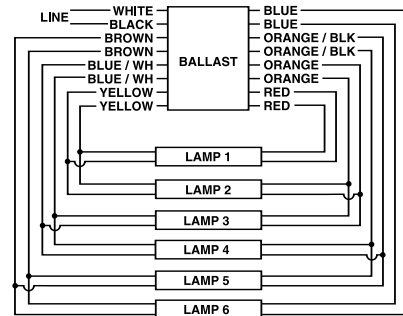 LINE
WHITE
BLACK
BROWN
BROWN
BLUE / WH
BLUE / WH
YELLOW
YELLOW
BALLAST
BLUE
BLUE
ORANGE / BLK
ORANGE / BLK
ORANGE
ORANGE
RED
RED
LAMP 1
LAMP 2
LAMP 3
LAMP 4
LAMP 5
LAMP 6